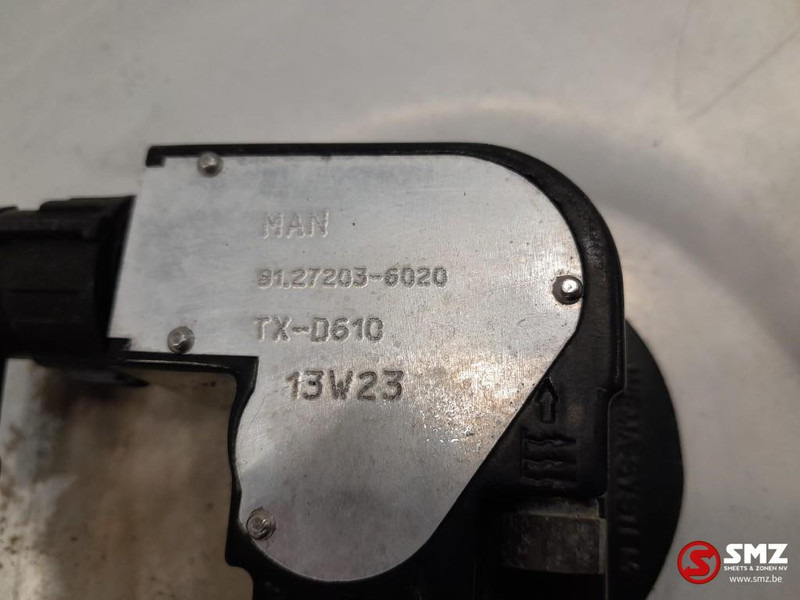 MAN
81.27203-6020
TX-D610
13W23
SMZ
SHEETS & ZONEN NV
www.smz.be